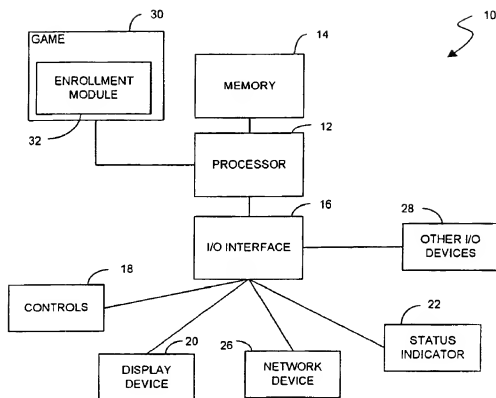 30
10
GAME
14
ENROLLMENT
MODULE
MEMORY
32
12
PROCESSOR
16
28
I/O INTERFACE
OTHER I/O
DEVICES
18
CONTROLS
22
20
26
STATUS
INDICATOR
DISPLAY
DEVICE
NETWORK
DEVICE